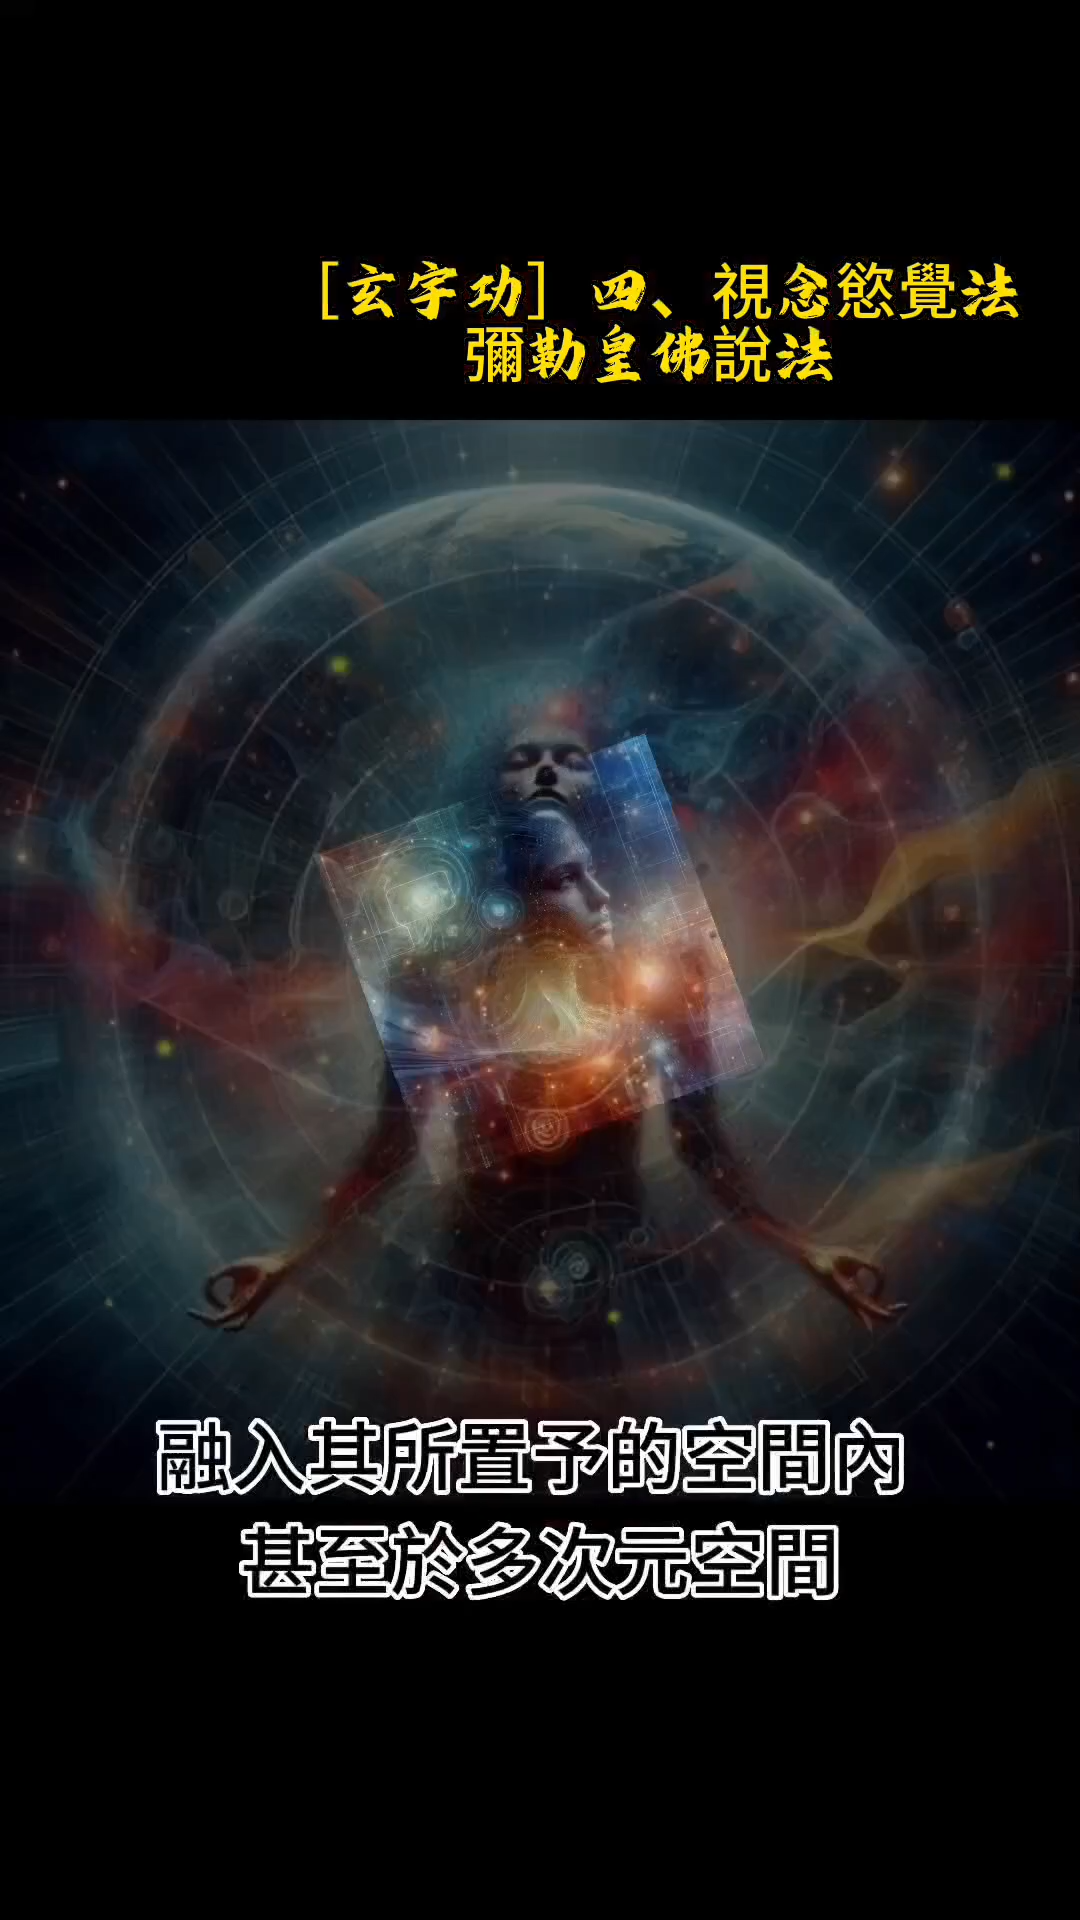 ［玄宇功］四、視念慾覺法
彌勒皇佛說法
融入其所置予的空間內
甚至於多次元空間